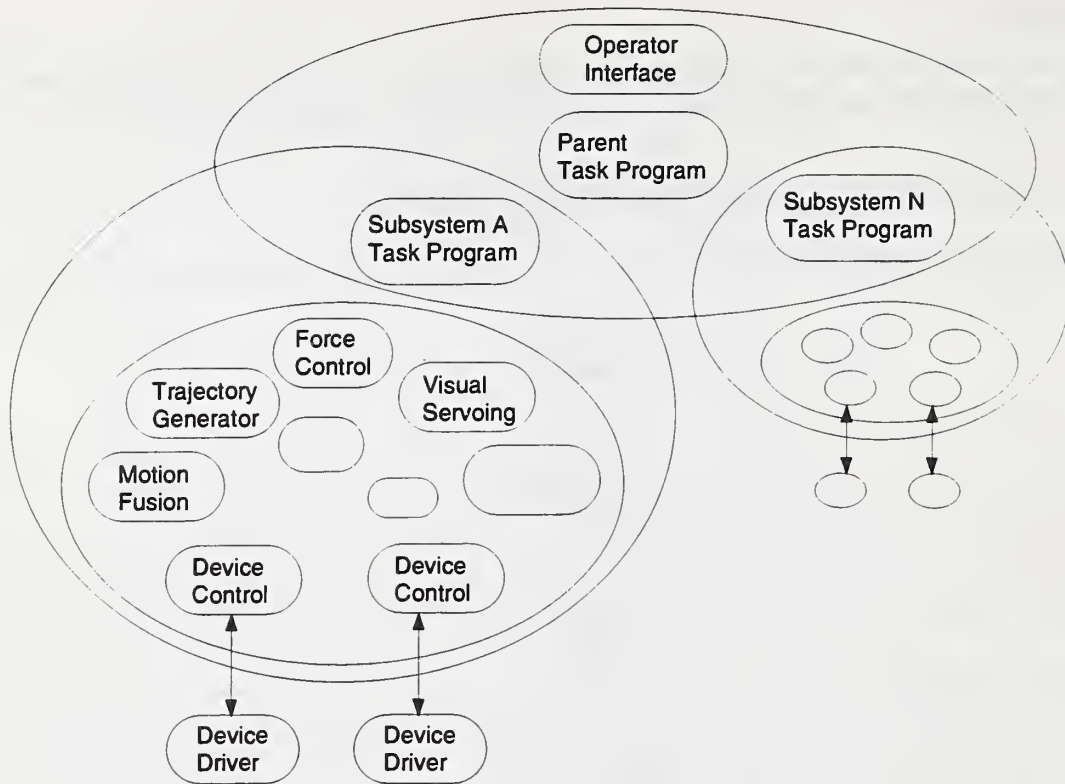 Operator
Interface
Parent
Task Program
Subsystem A
Task Program
Subsystem N
Task Program
Force
Control
Trajectory
Generator
Visual
Servoing
Motion
Fusion
Device
Control
Device
Control
Device
Driver
Device
Driver